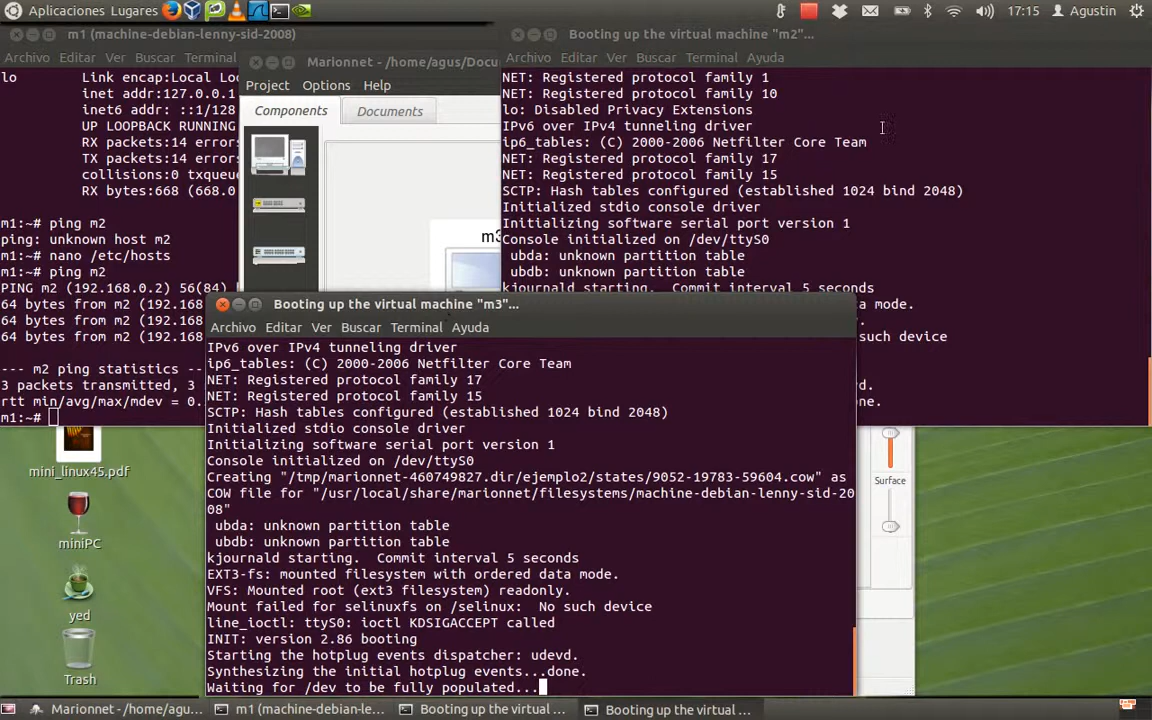 Aplicaciones Lugares
17:15 Agustin
m1 (machine-debian-lenny-sid-2008)
Archivo Editar Ver Buscar Terminal
lo Link encap:Local Lo
inet addr:127.0.0.1
inet6 addr: ::1/128
UP LOOPBACK RUNNING
RX packets:14 error
TX packets:14 error
collisions:0 txqueu
RX bytes:668 (668.0
m1:~# ping m2
ping: unknown host m2
m1:~# nano /etc/hosts
m1:~# ping m2
PING m2 (192.168.0.2) 56(84)
64 bytes from m2 (192.168
64 bytes from m2 (192.168
64 bytes from m2 (192.168
--- m2 ping statistics --
3 packets transmitted, 3
rtt min/avg/max/mdev = 0.
m1:~#
Marionnet - /home/agus/Docu
Project Options Help
Components Documents
m3
Booting up the virtual machine "m2"...
Archivo Editar Ver Buscar Terminal Ayuda
NET: Registered protocol family 1
NET: Registered protocol family 10
lo: Disabled Privacy Extensions
IPv6 over IPv4 tunneling driver
ip6_tables: (C) 2000-2006 Netfilter Core Team
NET: Registered protocol family 17
NET: Registered protocol family 15
SCTP: Hash tables configured (established 1024 bind 2048)
Initialized stdio console driver
Initializing software serial port version 1
Console initialized on /dev/ttyS0
ubda: unknown partition table
ubdb: unknown partition table
kjournald starting. Commit interval 5 seconds
a mode.
.
such device
d.
ne.
Booting up the virtual machine "m3"...
Archivo Editar Ver Buscar Terminal Ayuda
IPv6 over IPv4 tunneling driver
ip6_tables: (C) 2000-2006 Netfilter Core Team
NET: Registered protocol family 17
NET: Registered protocol family 15
SCTP: Hash tables configured (established 1024 bind 2048)
Initialized stdio console driver
Initializing software serial port version 1
Console initialized on /dev/ttyS0
Creating "/tmp/marionnet-460749827.dir/ejemplo2/states/9052-19783-59604.cow" as
COW file for "/usr/local/share/marionnet/filesystems/machine-debian-lenny-sid-20
08"
ubda: unknown partition table
ubdb: unknown partition table
kjournald starting. Commit interval 5 seconds
EXT3-fs: mounted filesystem with ordered data mode.
VFS: Mounted root (ext3 filesystem) readonly.
Mount failed for selinuxfs on /selinux: No such device
line_ioctl: ttyS0: ioctl KDSIGACCEPT called
INIT: version 2.86 booting
Starting the hotplug events dispatcher: udevd.
Synthesizing the initial hotplug events...done.
Waiting for /dev to be fully populated...
mini_linux45.pdf
miniPC
yed
Trash
Surface
Marionnet - /home/agu... m1 (machine-debian-le... Booting up the virtual ... Booting up the virtual ...